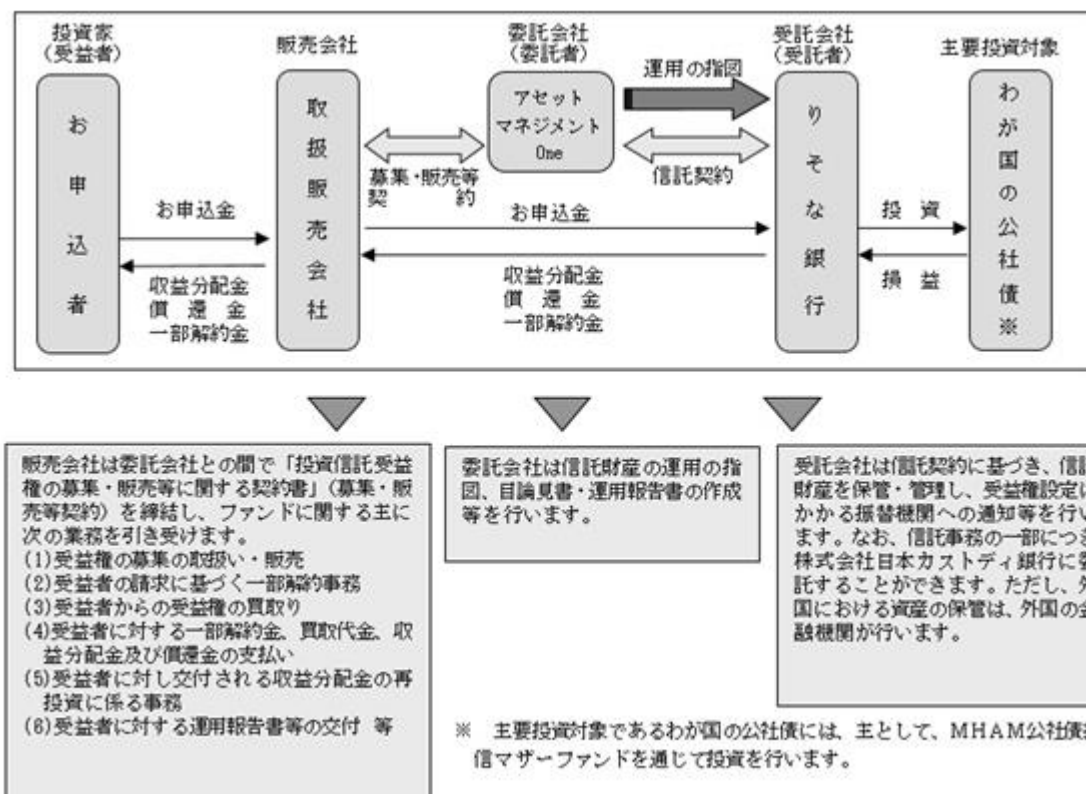 投資家
（受益者）
お申込者
販売会社
取扱販売会社
委託会社
（委託者）
アセット
マネジメント
One
運用の指図
受託会社
（受託者）
りそな銀行
主要投資対象
わが国の公社債※
募集・販売等
契　　　約
信託契約
お申込金
収益分配金
償　還　金
一部解約金
お申込金
収益分配金
償　還　金
一部解約金
投　資
損　益
販売会社は委託会社との間で「投資信託受益
権の募集・販売等に関する契約書」（募集・販
売等契約）を締結し、ファンドに関する主に
次の業務を引き受けます。
(1)受益権の募集の取扱い・販売
(2)受益者の請求に基づく一部解約事務
(3)受益者からの受益権の買取り
(4)受益者に対する一部解約金、買取代金、収
益分配金及び償還金の支払い
(5)受益者に対し交付される収益分配金の再
投資に係る事務
(6)受益者に対する運用報告書等の交付　等
委託会社は信託財産の運用の指
図、目論見書・運用報告書の作成
等を行います。
受託会社は信託契約に基づき、信託
財産を保管・管理し、受益権設定に
かかる振替機関への通知等を行い
ます。なお、信託事務の一部につき
株式会社日本カストディ銀行に委
託することができます。ただし、外
国における資産の保管は、外国の金
融機関が行います。
※　主要投資対象であるわが国の公社債には、主として、MHAM公社債
信マザーファンドを通じて投資を行います。